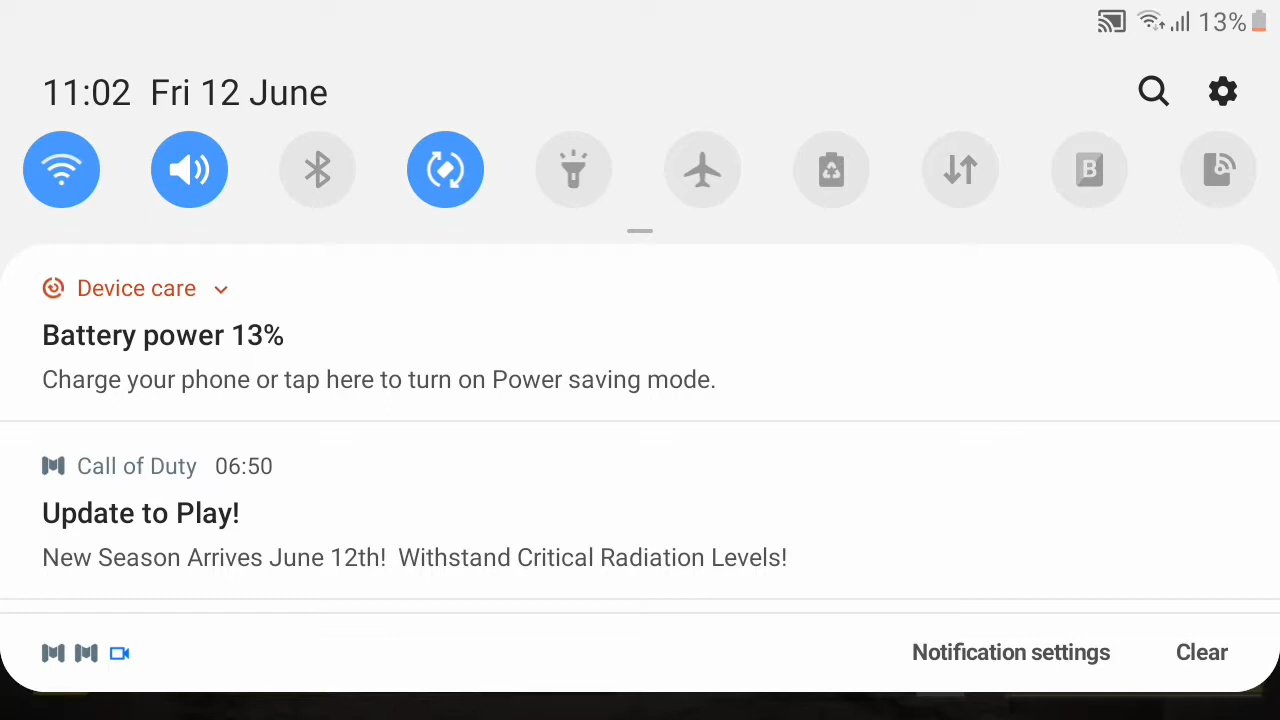 13%
11:02 Fri 12 June
B
Device care
Battery power 13%
Charge your phone or tap here to turn on Power saving mode.
Call of Duty 06:50
Update to Play!
New Season Arrives June 12th! Withstand Critical Radiation Levels!
Notification settings Clear